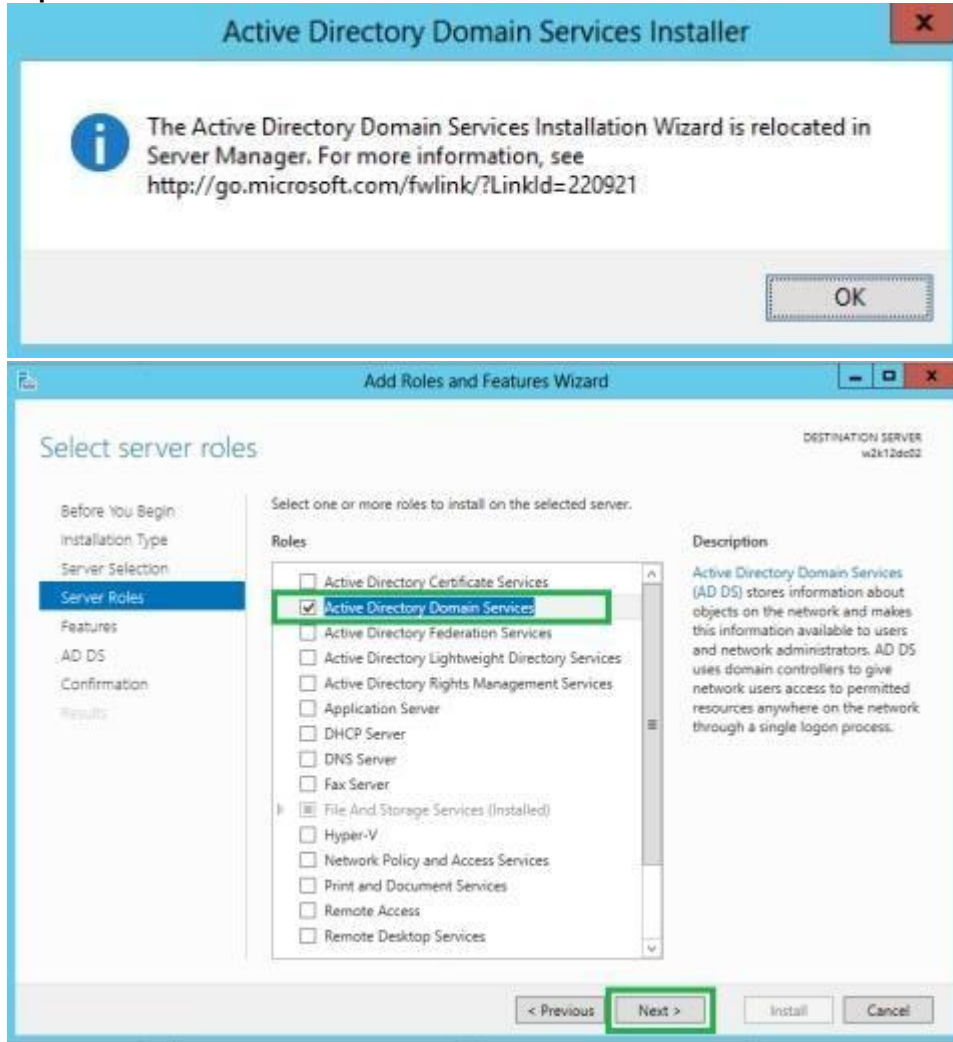 Active Directory Domain Services Installer
x
i
The Active Directory Domain Services Installation Wizard is relocated in
Server Manager. For more information, see
http://go.microsoft.com/fwlink/?LinkId=220921
OK
Add Roles and Features Wizard
x
Select server roles
DESTINATION SERVER
w2k12dc02
Before You Begin
Installation Type
Server Selection
Server Roles
Features
AD DS
Confirmation
Results
Select one or more roles to install on the selected server.
Roles
Active Directory Certificate Services
Active Directory Domain Services
Active Directory Federation Services
Active Directory Lightweight Directory Services
Active Directory Rights Management Services
Application Server
DHCP Server
DNS Server
Fax Server
File And Storage Services (Installed)
Hyper-V
Network Policy and Access Services
Print and Document Services
Remote Access
Remote Desktop Services
Description
Active Directory Domain Services
(AD DS) stores information about
objects on the network and makes
this information available to users
and network administrators. AD DS
uses domain controllers to give
network users access to permitted
resources anywhere on the network
through a single logon process.
< Previous
Next >
Install
Cancel